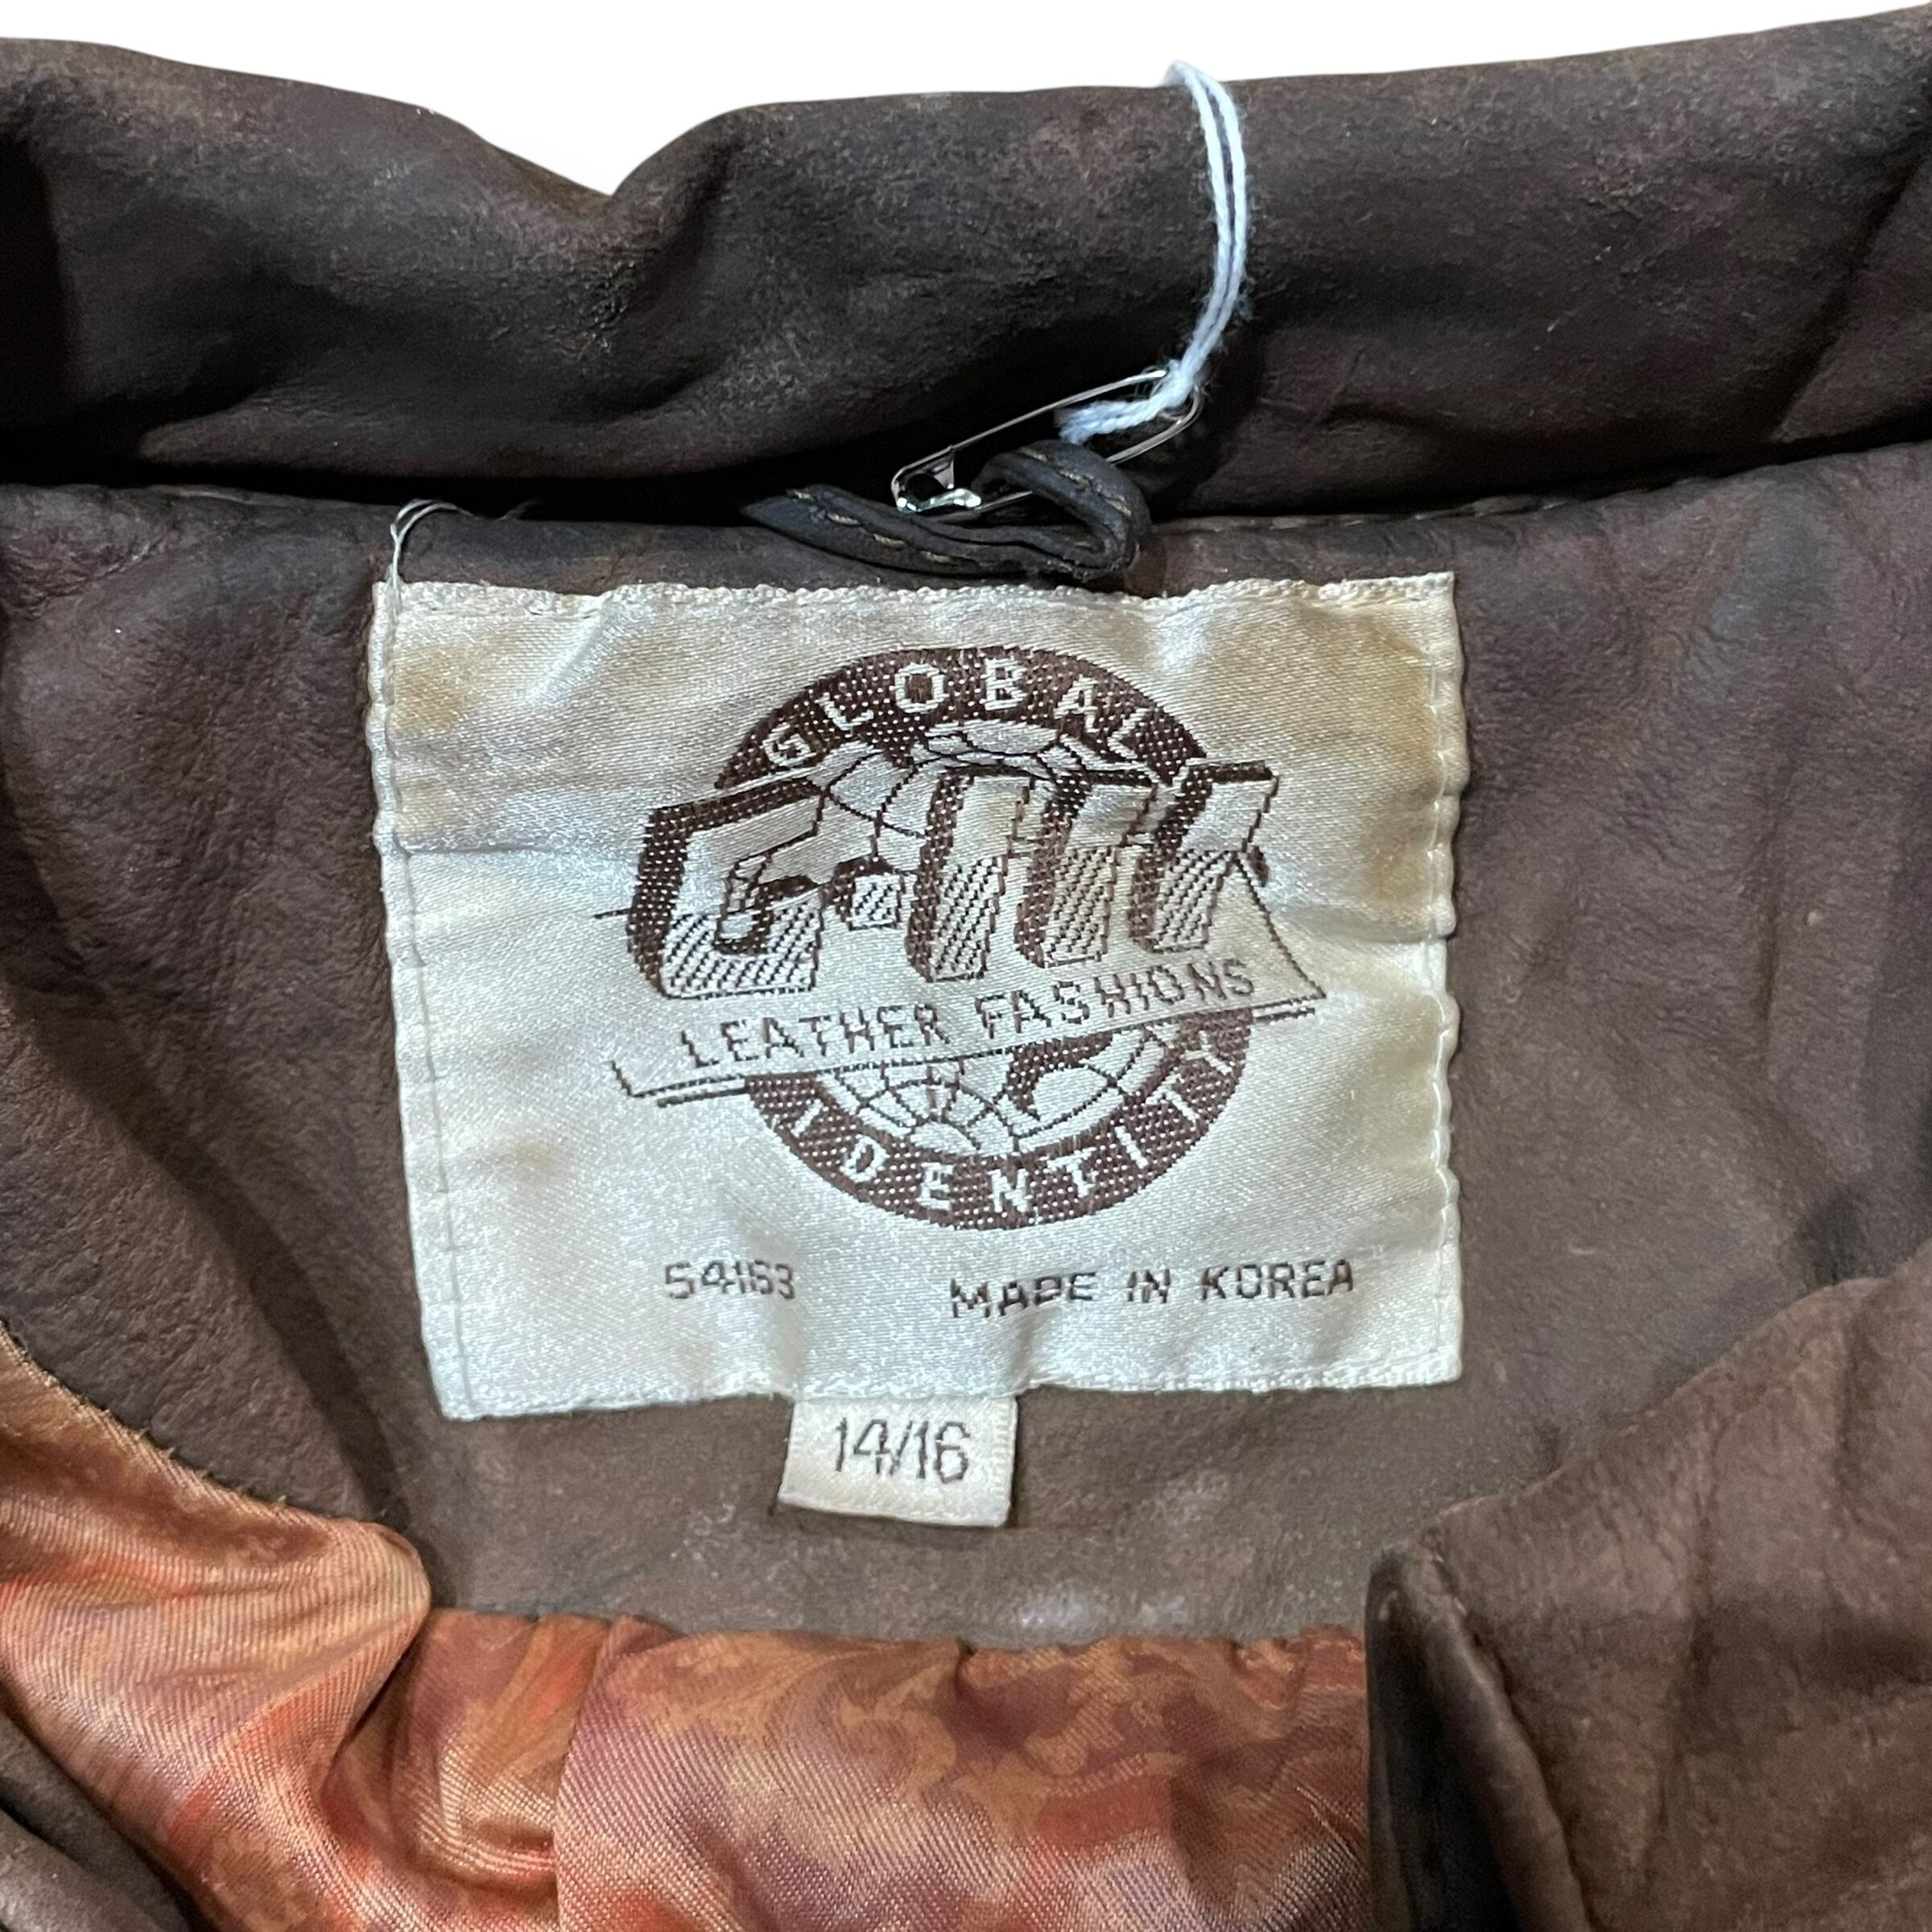 GLOBAL
G-III
LEATHER FASHIONS
IDENTITY
54163 MADE IN KOREA
14/16